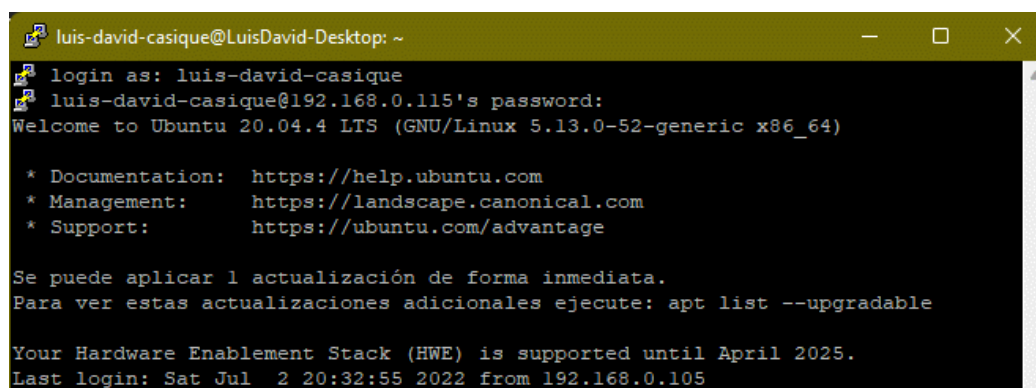 luis-david-casique@LuisDavid-Desktop: ~
login as: luis-david-casique
luis-david-casique@192.168.0.115's password:
Welcome to Ubuntu 20.04.4 LTS (GNU/Linux 5.13.0-52-generic x86_64)
* Documentation:  https://help.ubuntu.com
* Management:     https://landscape.canonical.com
* Support:        https://ubuntu.com/advantage
Se puede aplicar 1 actualización de forma inmediata.
Para ver estas actualizaciones adicionales ejecute: apt list --upgradable
Your Hardware Enablement Stack (HWE) is supported until April 2025.
Last login: Sat Jul  2 20:32:55 2022 from 192.168.0.105